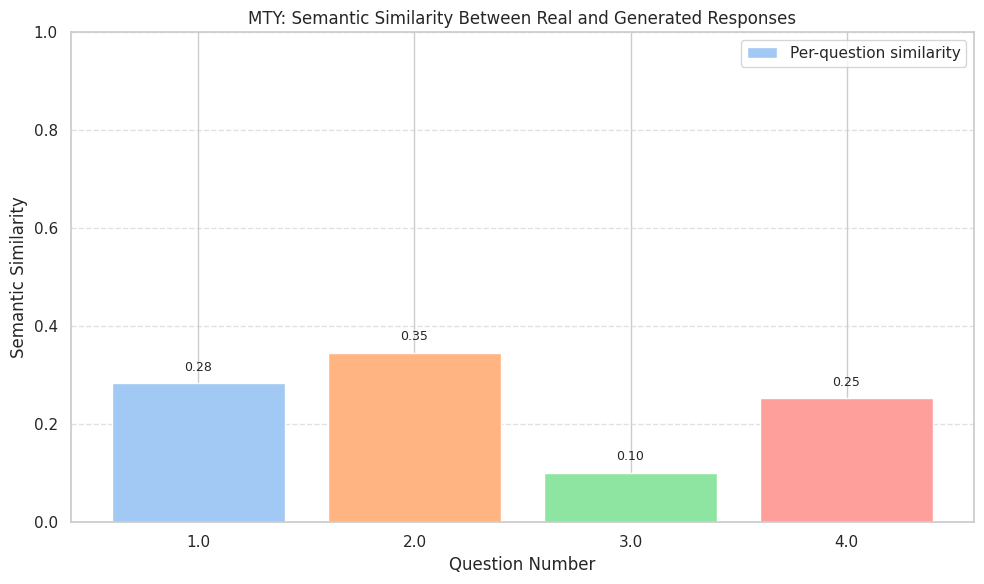 MTY: Semantic Similarity Between Real and Generated Responses
1.0
Per-question similarity
0.8
0.6
Semantic Similarity
0.4
0.35
0.28
0.25
0.2
0.10
0.0
1.0 2.0 3.0 4.0
Question Number